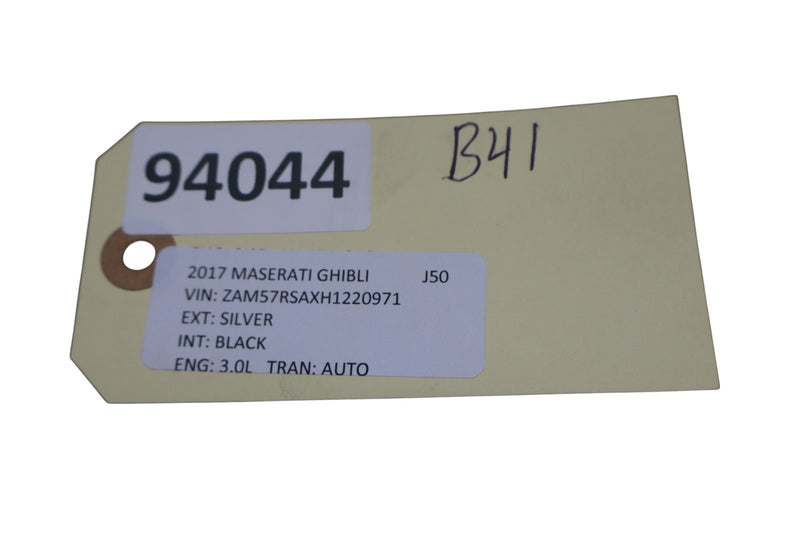 94044
B41
2017 MASERATI GHIBLI J50
VIN: ZAM57RSAXH1220971
EXT: SILVER
INT: BLACK
ENG: 3.0L TRAN: AUTO